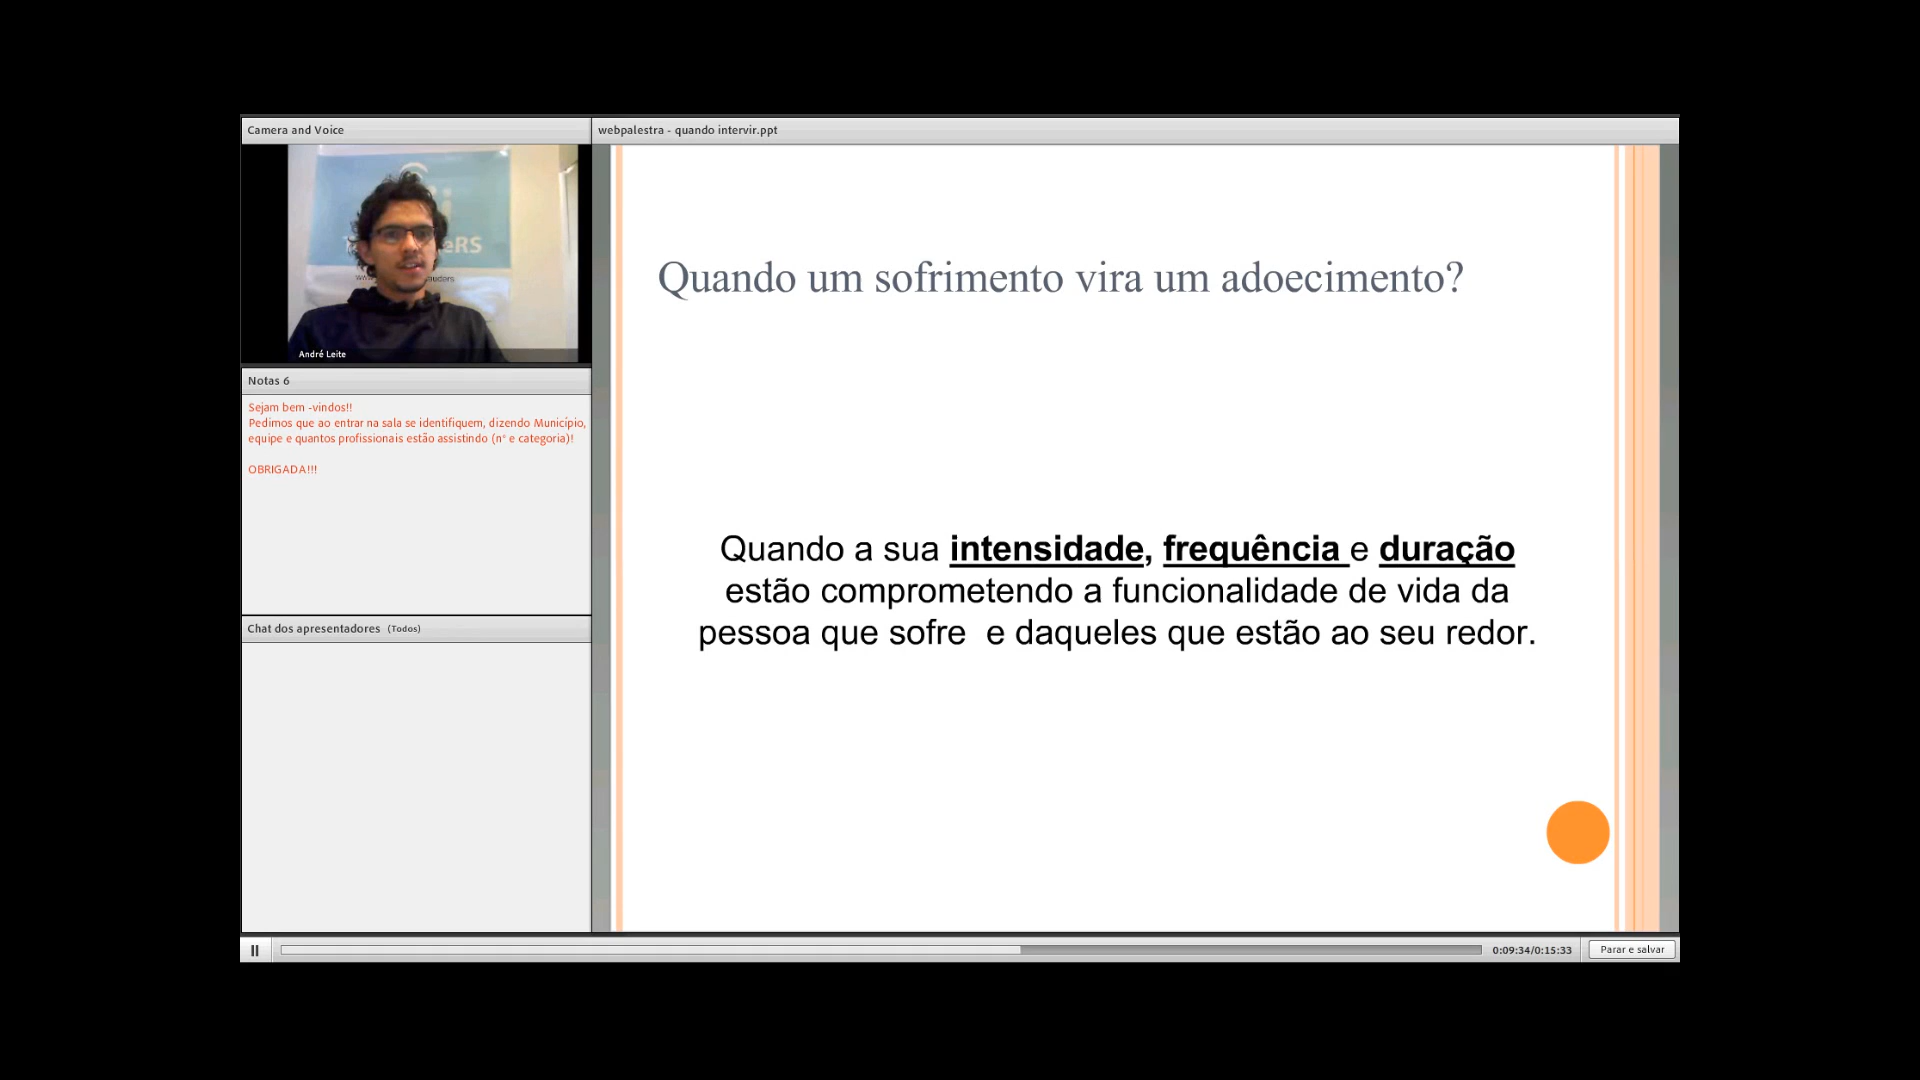 Camera and Voice
webpalestra - quando intervir.ppt
eRS
www.
auders
André Leite
Notas 6
Sejam bem -vindos!!
Pedimos que ao entrar na sala se identifiquem, dizendo Município,
equipe e quantos profissionais estão assistindo (n° e categoria)!
OBRIGADA!!!
Chat dos apresentadores (Todos)
Quando um sofrimento vira um adoecimento?
Quando a sua intensidade, frequência e duração
estão comprometendo a funcionalidade de vida da
pessoa que sofre e daqueles que estão ao seu redor.
0:09:34/0:15:33
Parar e salvar